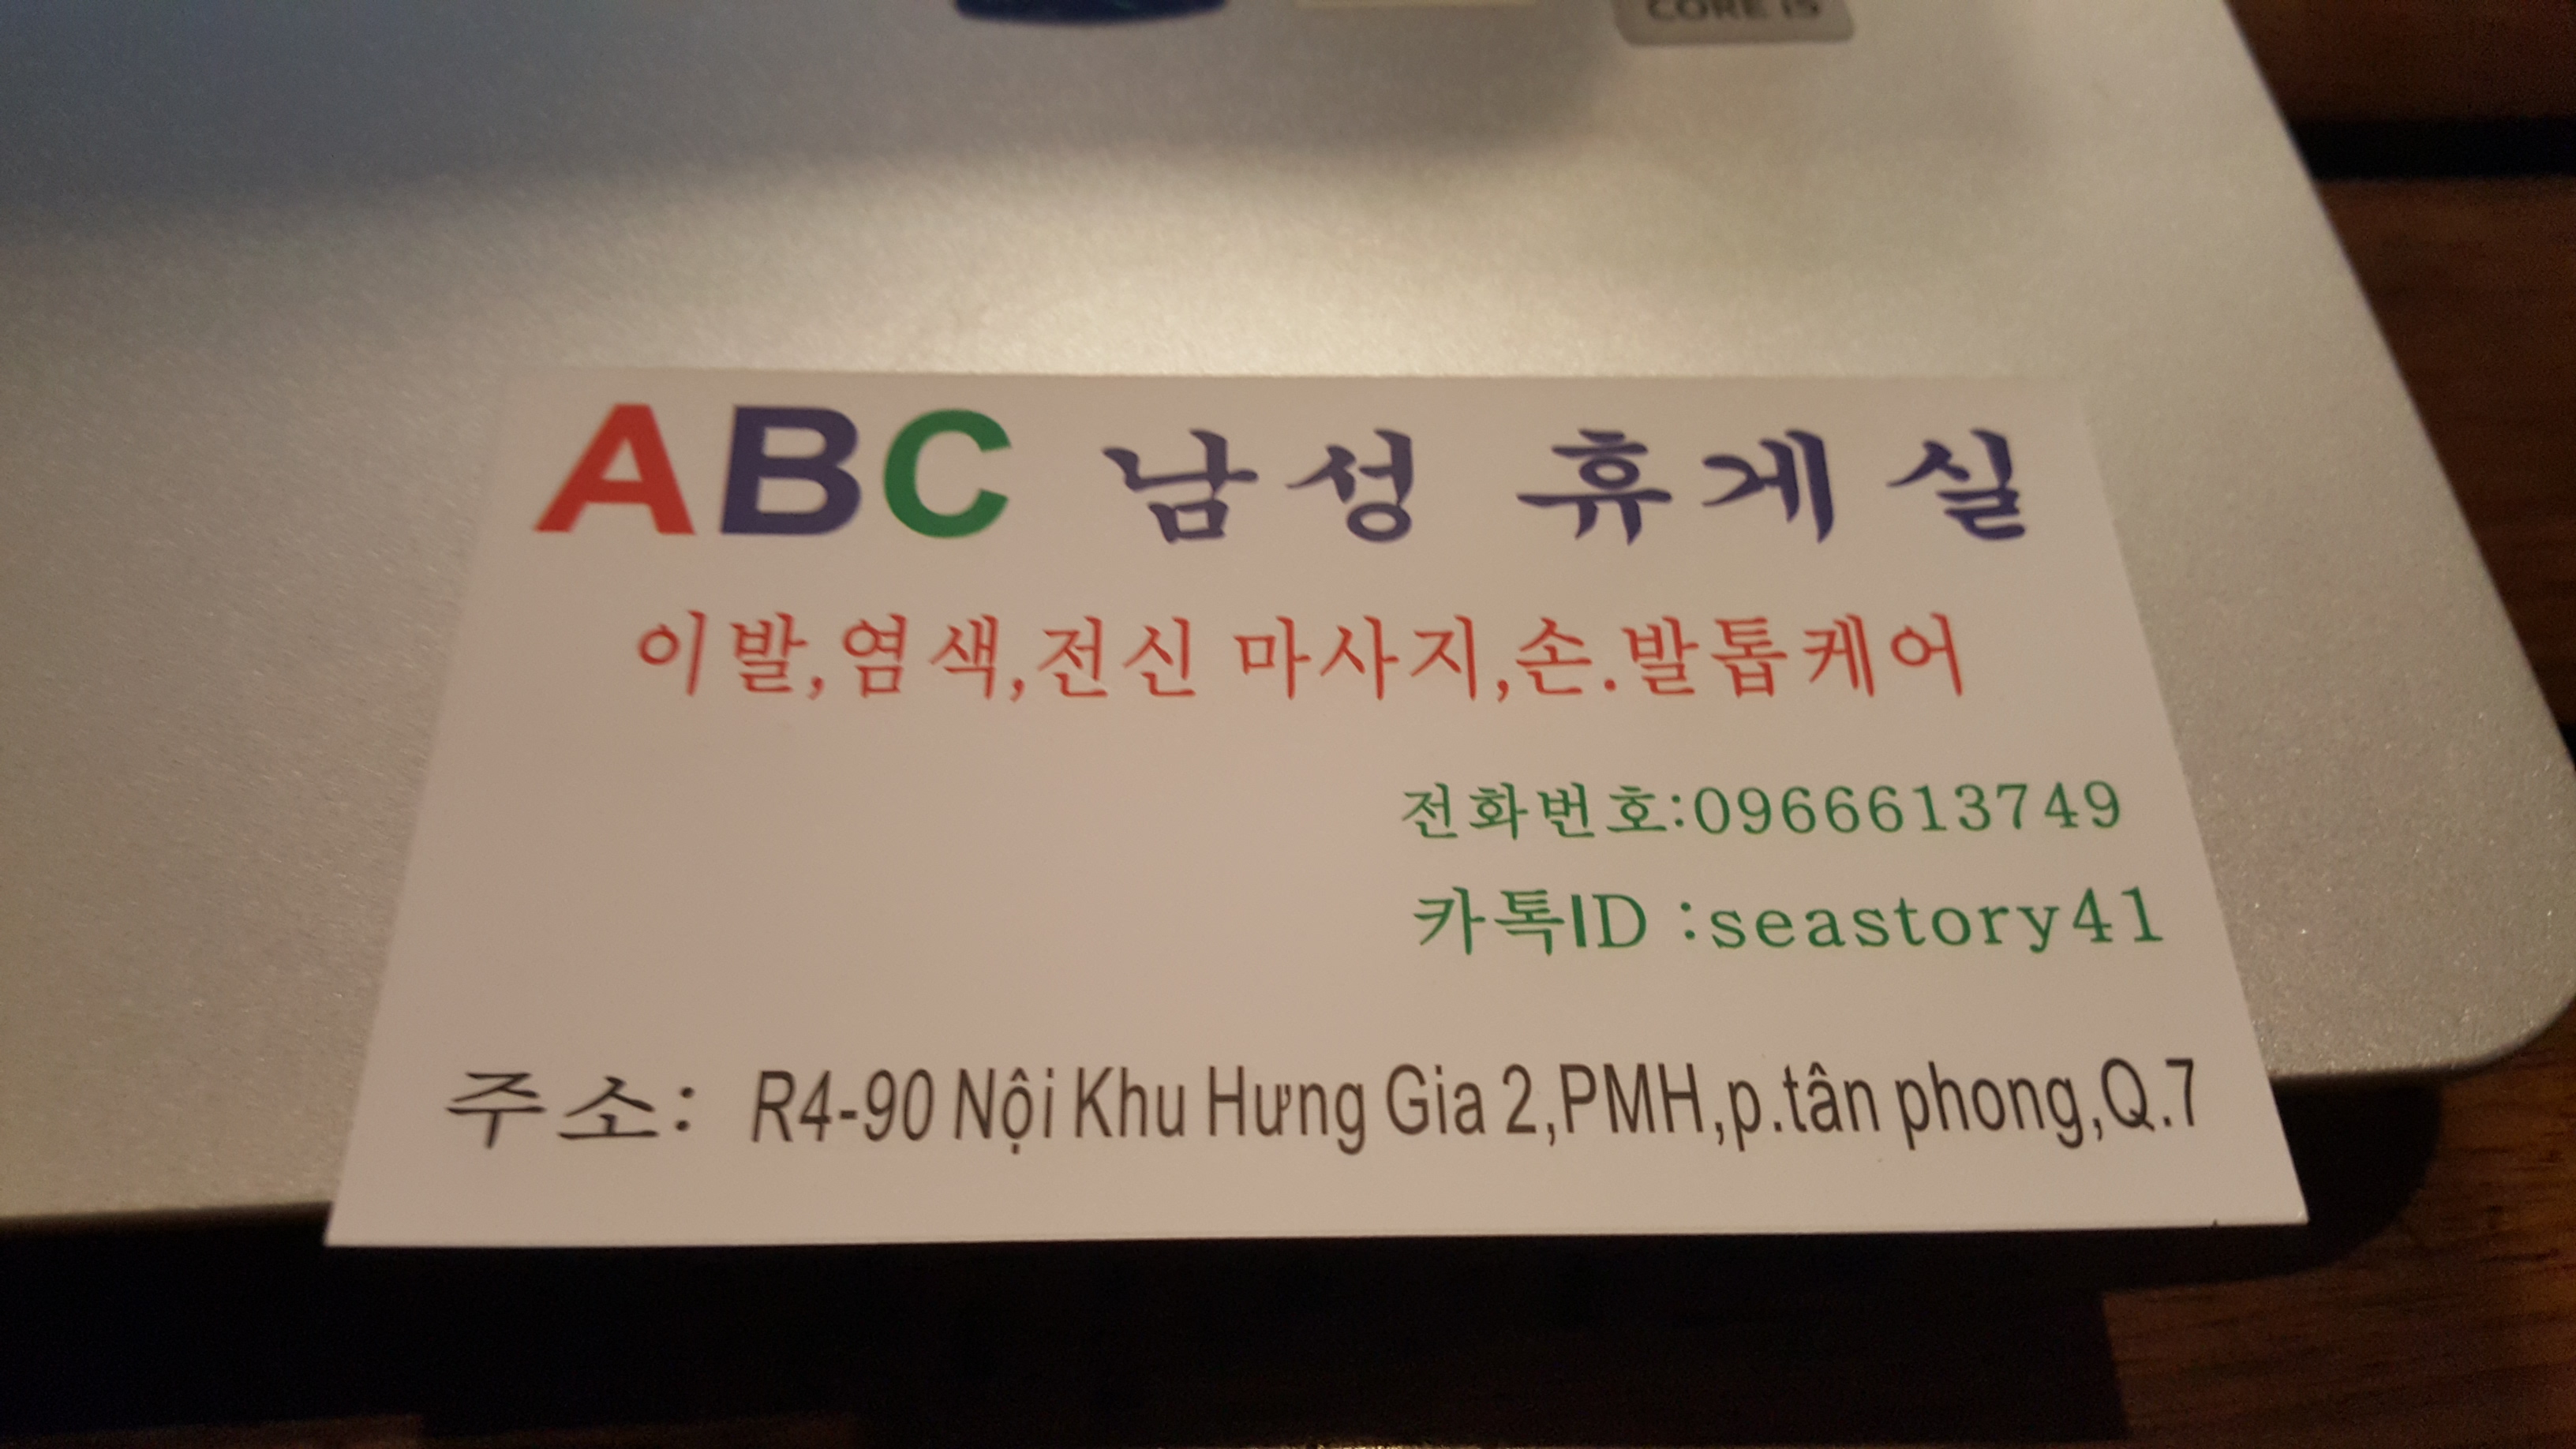 CORE i5
ABC 남성 휴게실
이발,염색,전신 마사지,손.발톱케어
전화번호:0966613749
카톡ID :seastory41
주소: R4-90 Nội Khu Hưng Gia 2,PMH,p.tân phong,Q.7